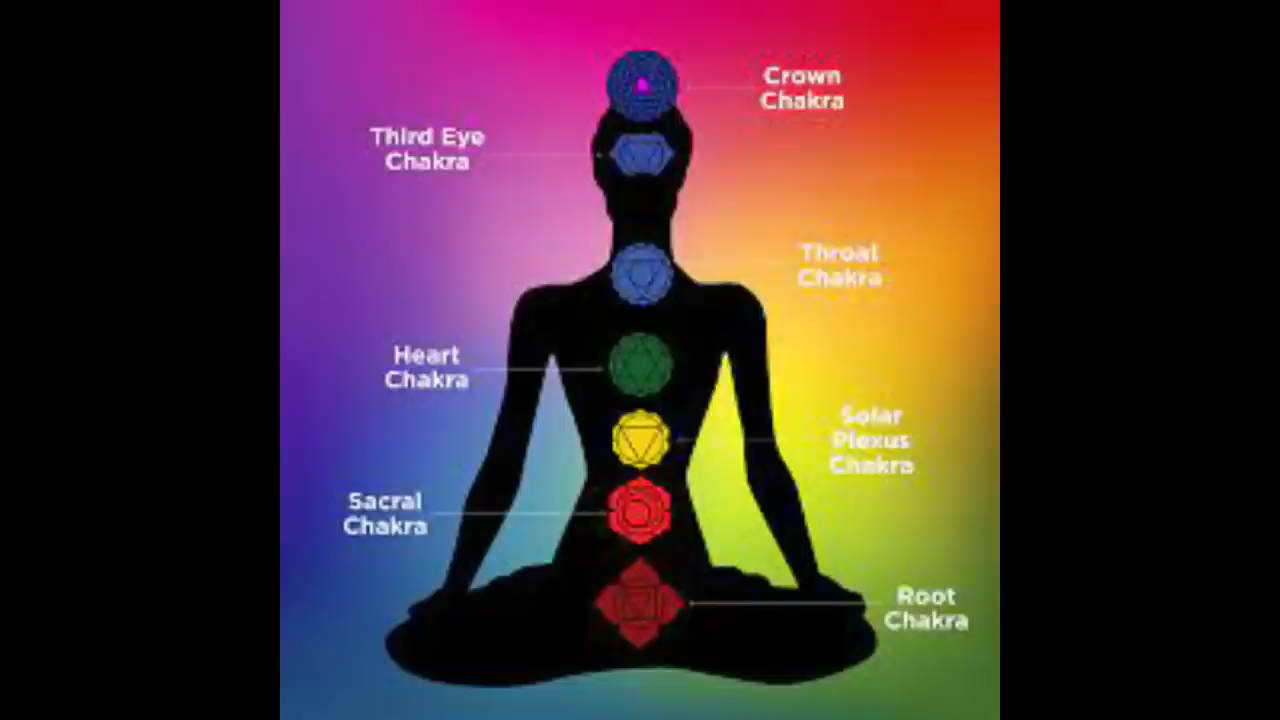 Crown
Chakra
Third Eye
Chakra
Throat
Chakra
Heart
Chakra
Solar
Plexus
Chakra
Sacral
Chakra
Root
Chakra